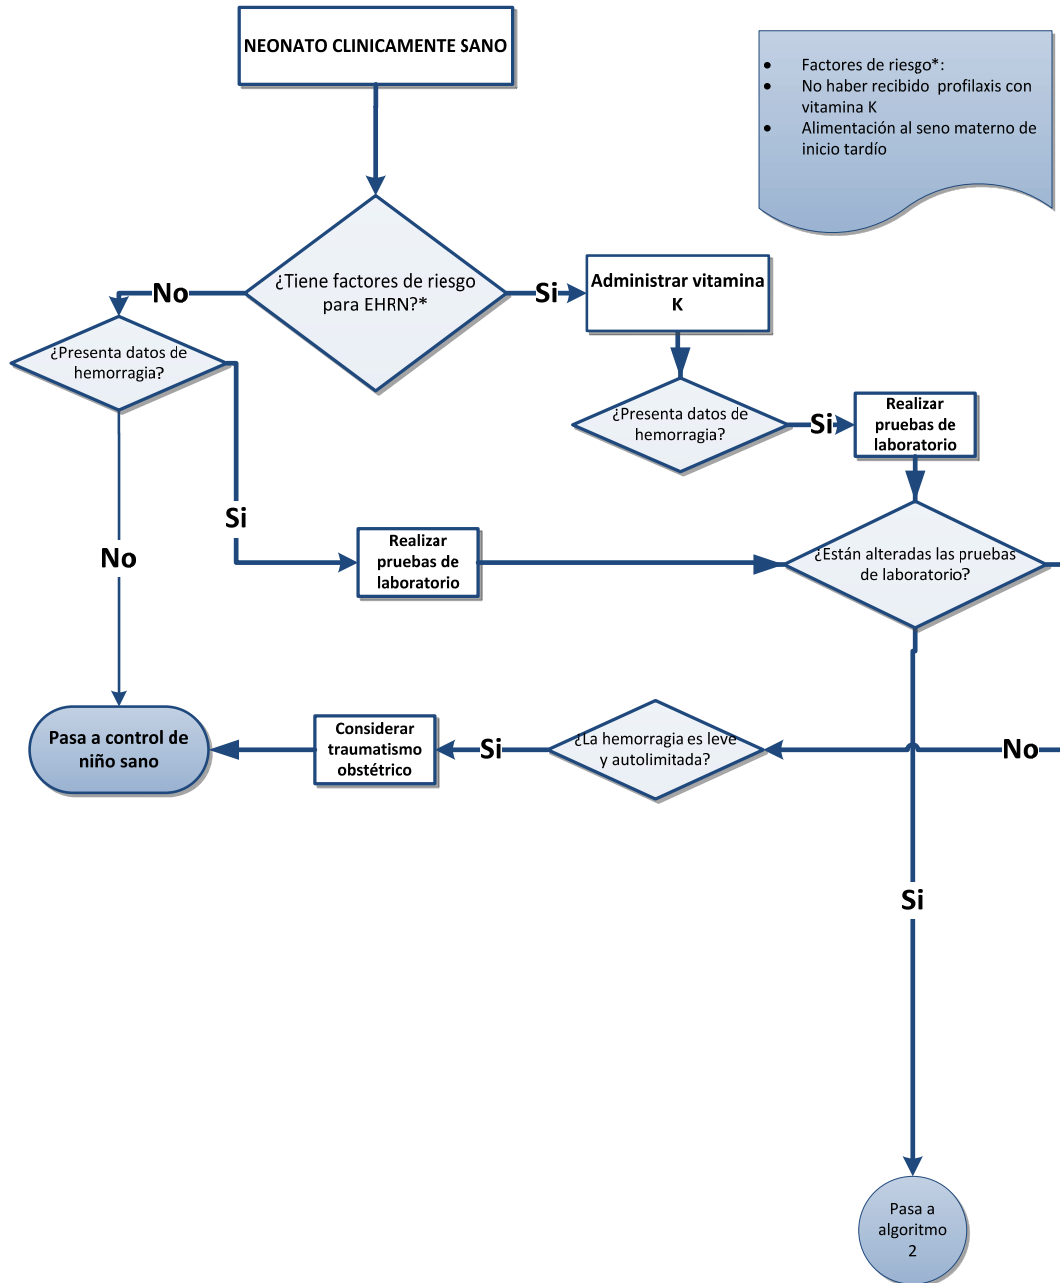 NEONATO CLINICAMENTE SANO
• Factores de riesgo*:
• No haber recibido profilaxis con
vitamina K
• Alimentación al seno materno de
inicio tardío
¿Tiene factores de riesgo
para EHRN?*
No
Si
Administrar vitamina
K
¿Presenta datos de
hemorragia?
¿Presenta datos de
hemorragia?
Si
Realizar
pruebas de
laboratorio
Si
No
Realizar
pruebas de
laboratorio
¿Están alteradas las pruebas
de laboratorio?
Pasa a control de
niño sano
Considerar
traumatismo
obstétrico
Si
¿La hemorragia es leve
y autolimitada?
No
Si
Pasa a
algoritmo
2